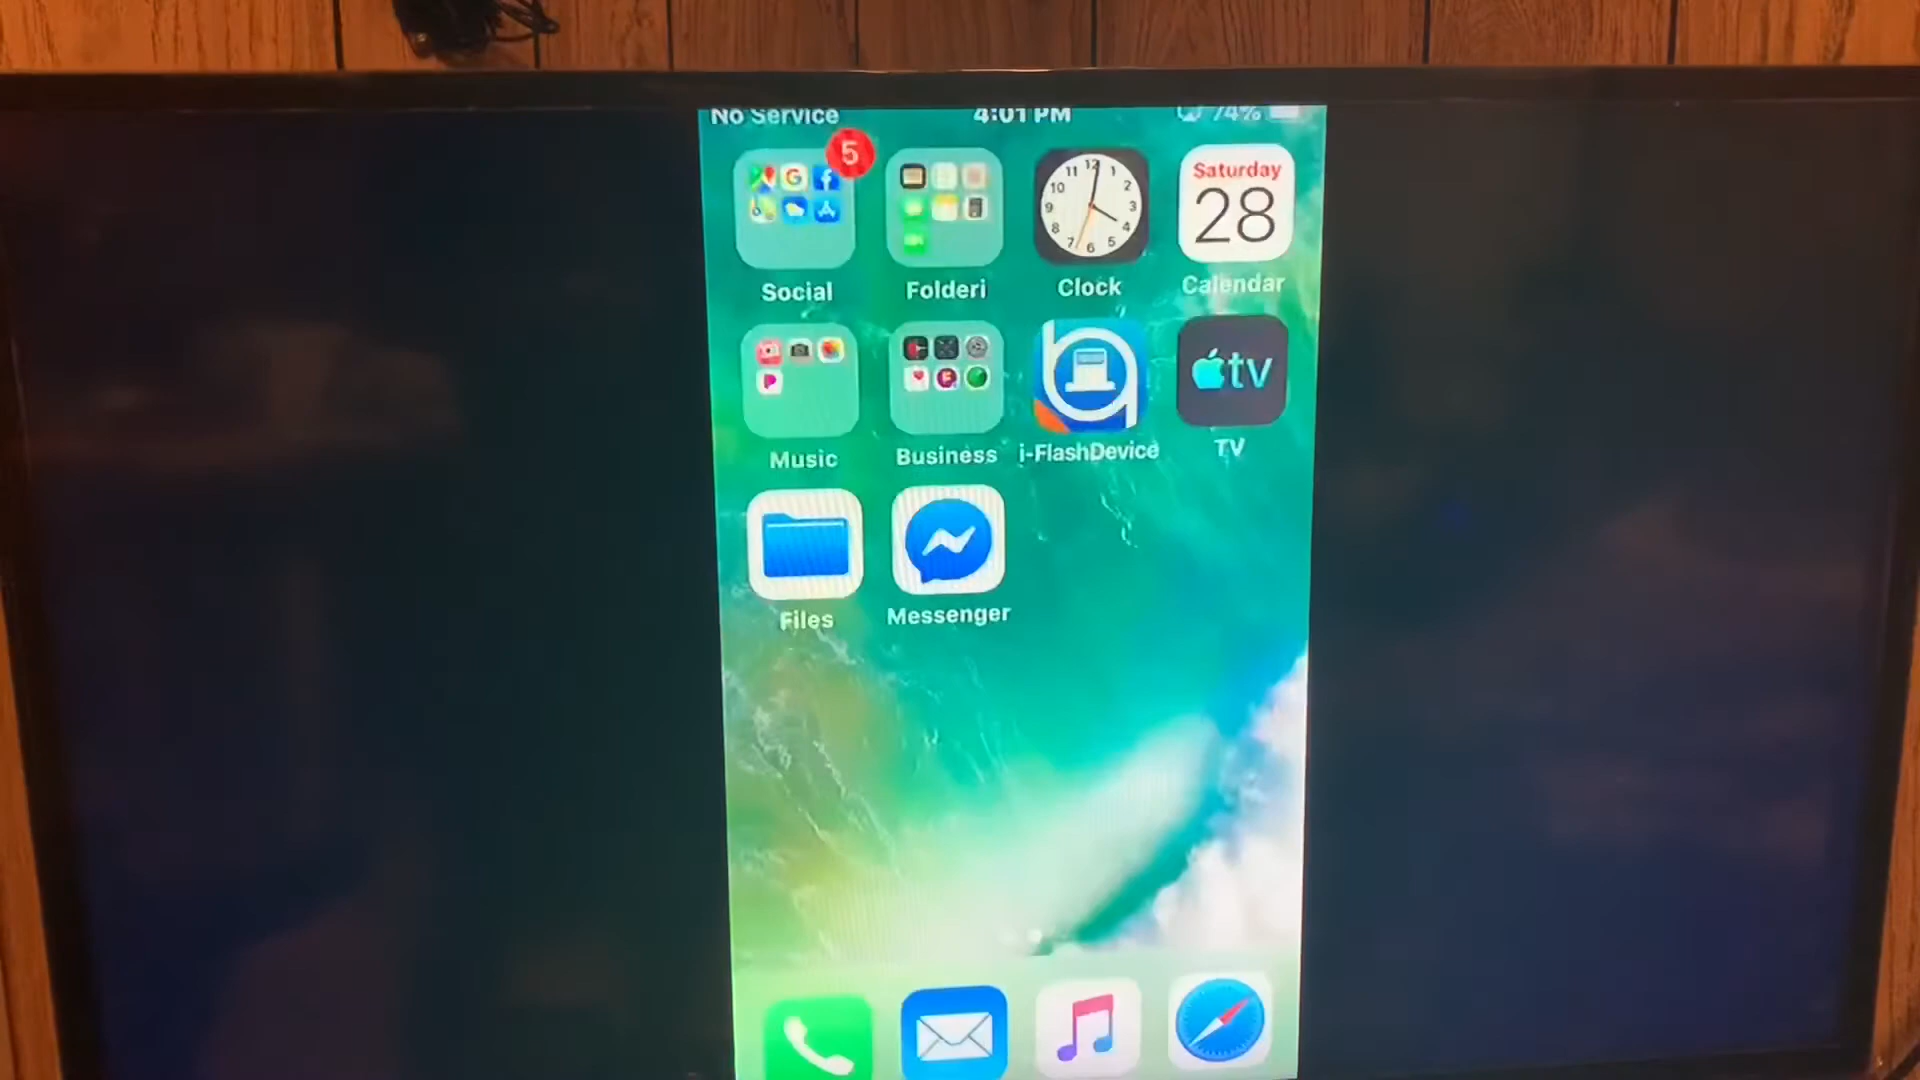 No Service 4:01 PM 74%
5
Saturday
28
Social Folderi Clock Calendar
tv
Music Business i-FlashDevice TV
Files Messenger